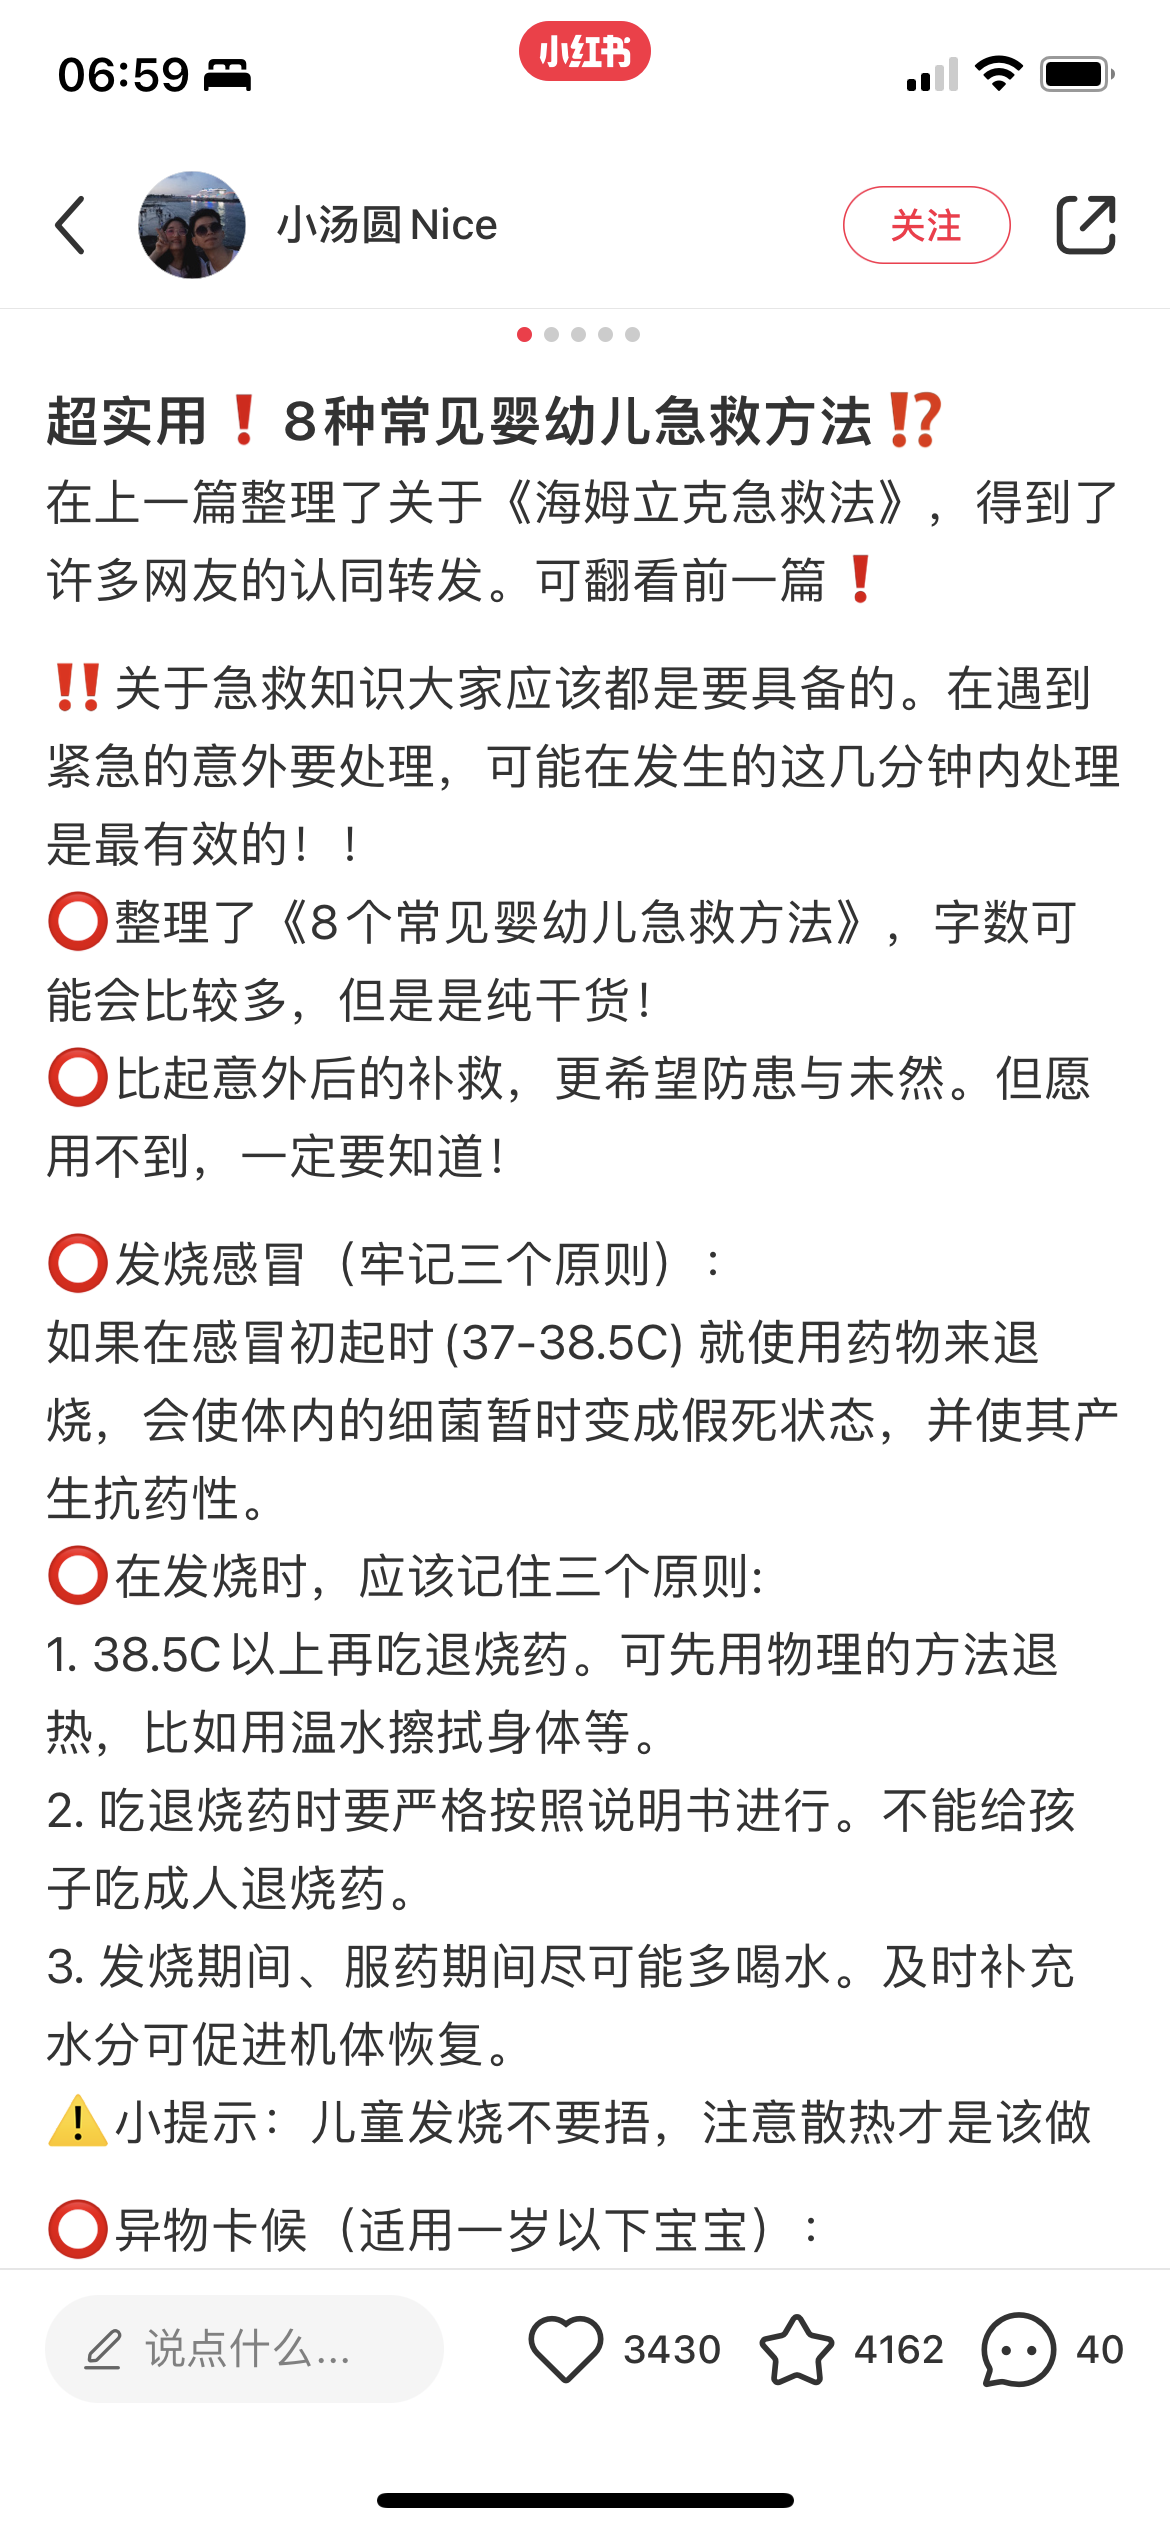 06:59
小红书
小汤圆Nice
关注
超实用❗ 8种常见婴幼儿急救方法⁉️
在上一篇整理了关于《海姆立克急救法》，得到了
许多网友的认同转发。可翻看前一篇❗
‼️关于急救知识大家应该都是要具备的。在遇到
紧急的意外要处理，可能在发生的这几分钟内处理
是最有效的！！
⭕整理了《8个常见婴幼儿急救方法》，字数可
能会比较多，但是是纯干货！
⭕比起意外后的补救，更希望防患与未然。但愿
用不到，一定要知道！
⭕发烧感冒（牢记三个原则）：
如果在感冒初起时(37-38.5C) 就使用药物来退
烧，会使体内的细菌暂时变成假死状态，并使其产
生抗药性。
⭕在发烧时，应该记住三个原则:
1. 38.5C以上再吃退烧药。可先用物理的方法退
热，比如用温水擦拭身体等。
2. 吃退烧药时要严格按照说明书进行。不能给孩
子吃成人退烧药。
3. 发烧期间、服药期间尽可能多喝水。及时补充
水分可促进机体恢复。
⚠️小提示：儿童发烧不要捂，注意散热才是该做
⭕异物卡候（适用一岁以下宝宝）：
说点什么...
3430
4162
40